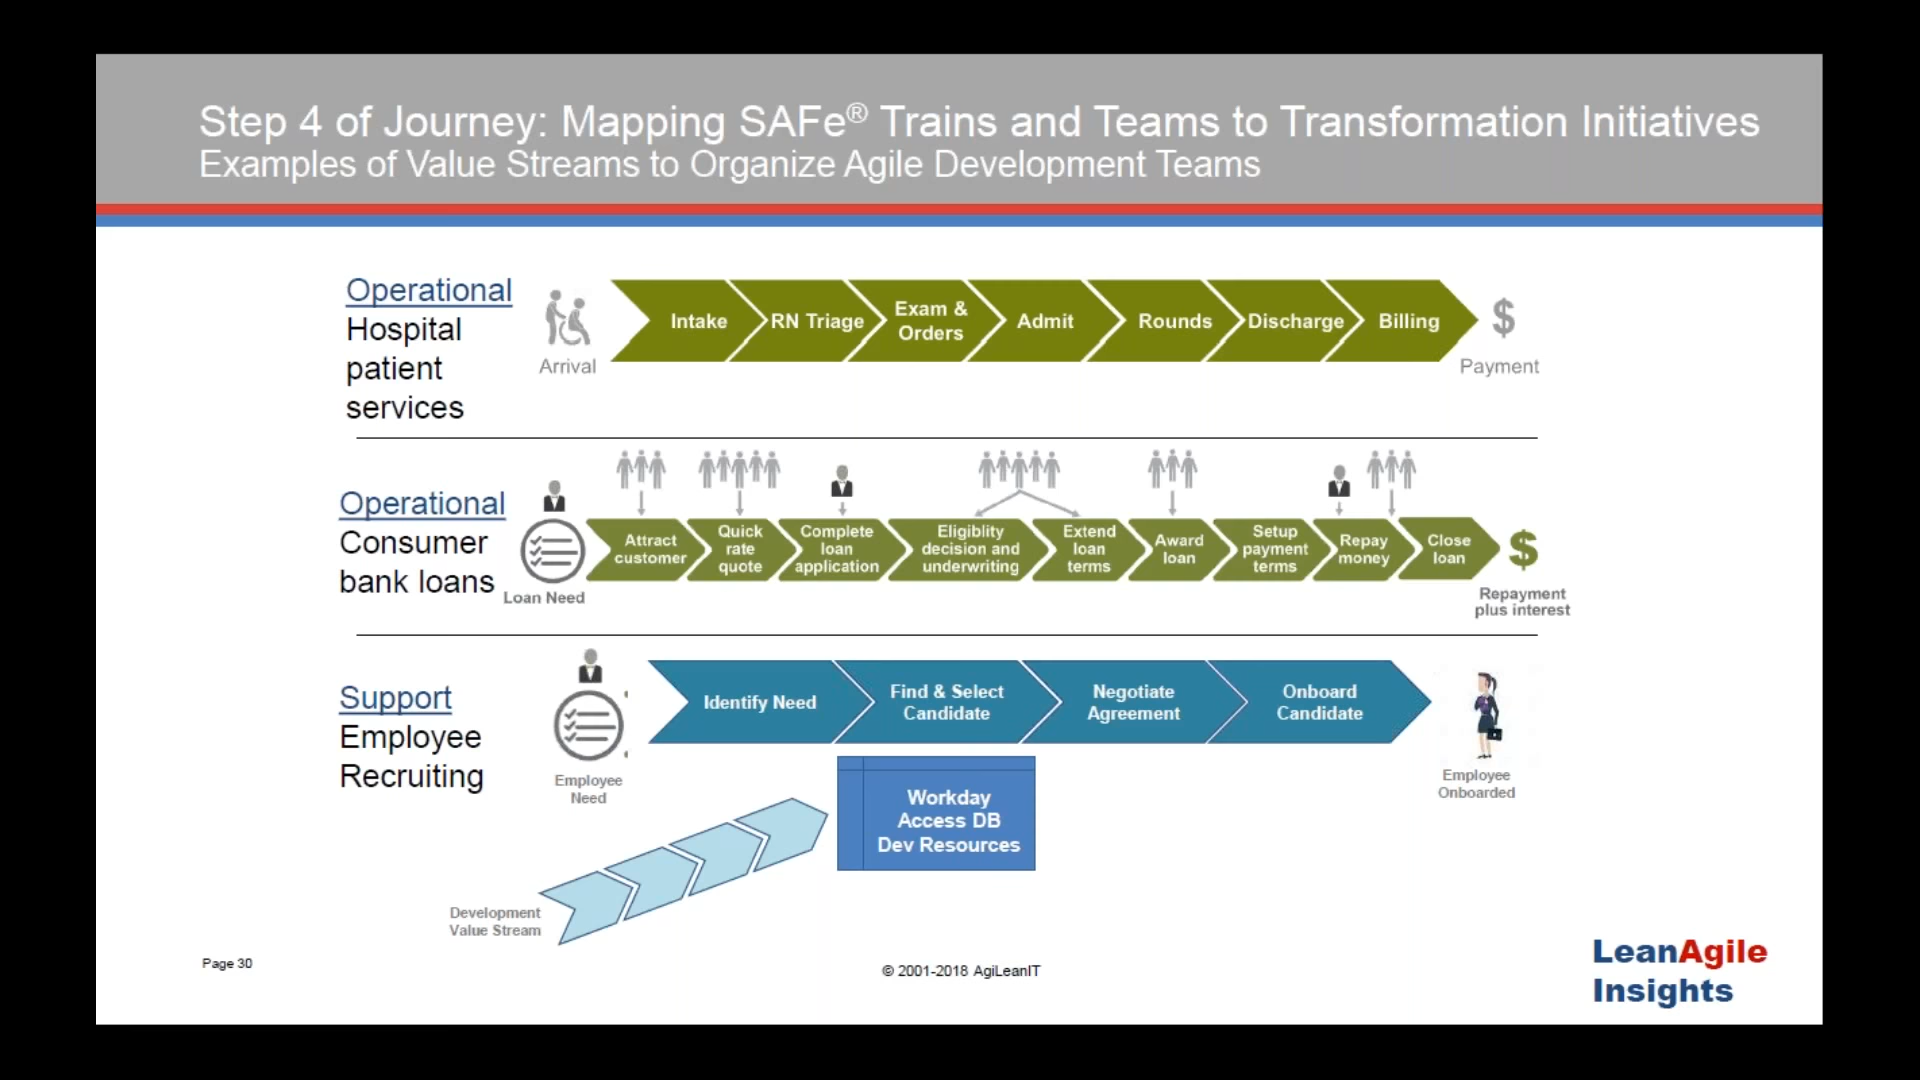 Step 4 of Journey: Mapping SAFe® Trains and Teams to Transformation Initiatives
Examples of Value Streams to Organize Agile Development Teams
Operational
Hospital
patient
services
Arrival
Intake
RN Triage
Exam &
Orders
Admit
Rounds
Discharge
Billing
$
Payment
Operational
Consumer
bank loans
Loan Need
Attract
customer
Quick
rate
quote
Complete
loan
application
Eligiblity
decision and
underwriting
Extend
loan
terms
Award
loan
Setup
payment
terms
Repay
money
Close
loan
$
Repayment
plus interest
Support
Employee
Recruiting
Employee
Need
Identify Need
Find & Select
Candidate
Negotiate
Agreement
Onboard
Candidate
Employee
Onboarded
Workday
Access DB
Dev Resources
Development
Value Stream
Page 30
© 2001-2018 AgiLeanIT
LeanAgile
Insights